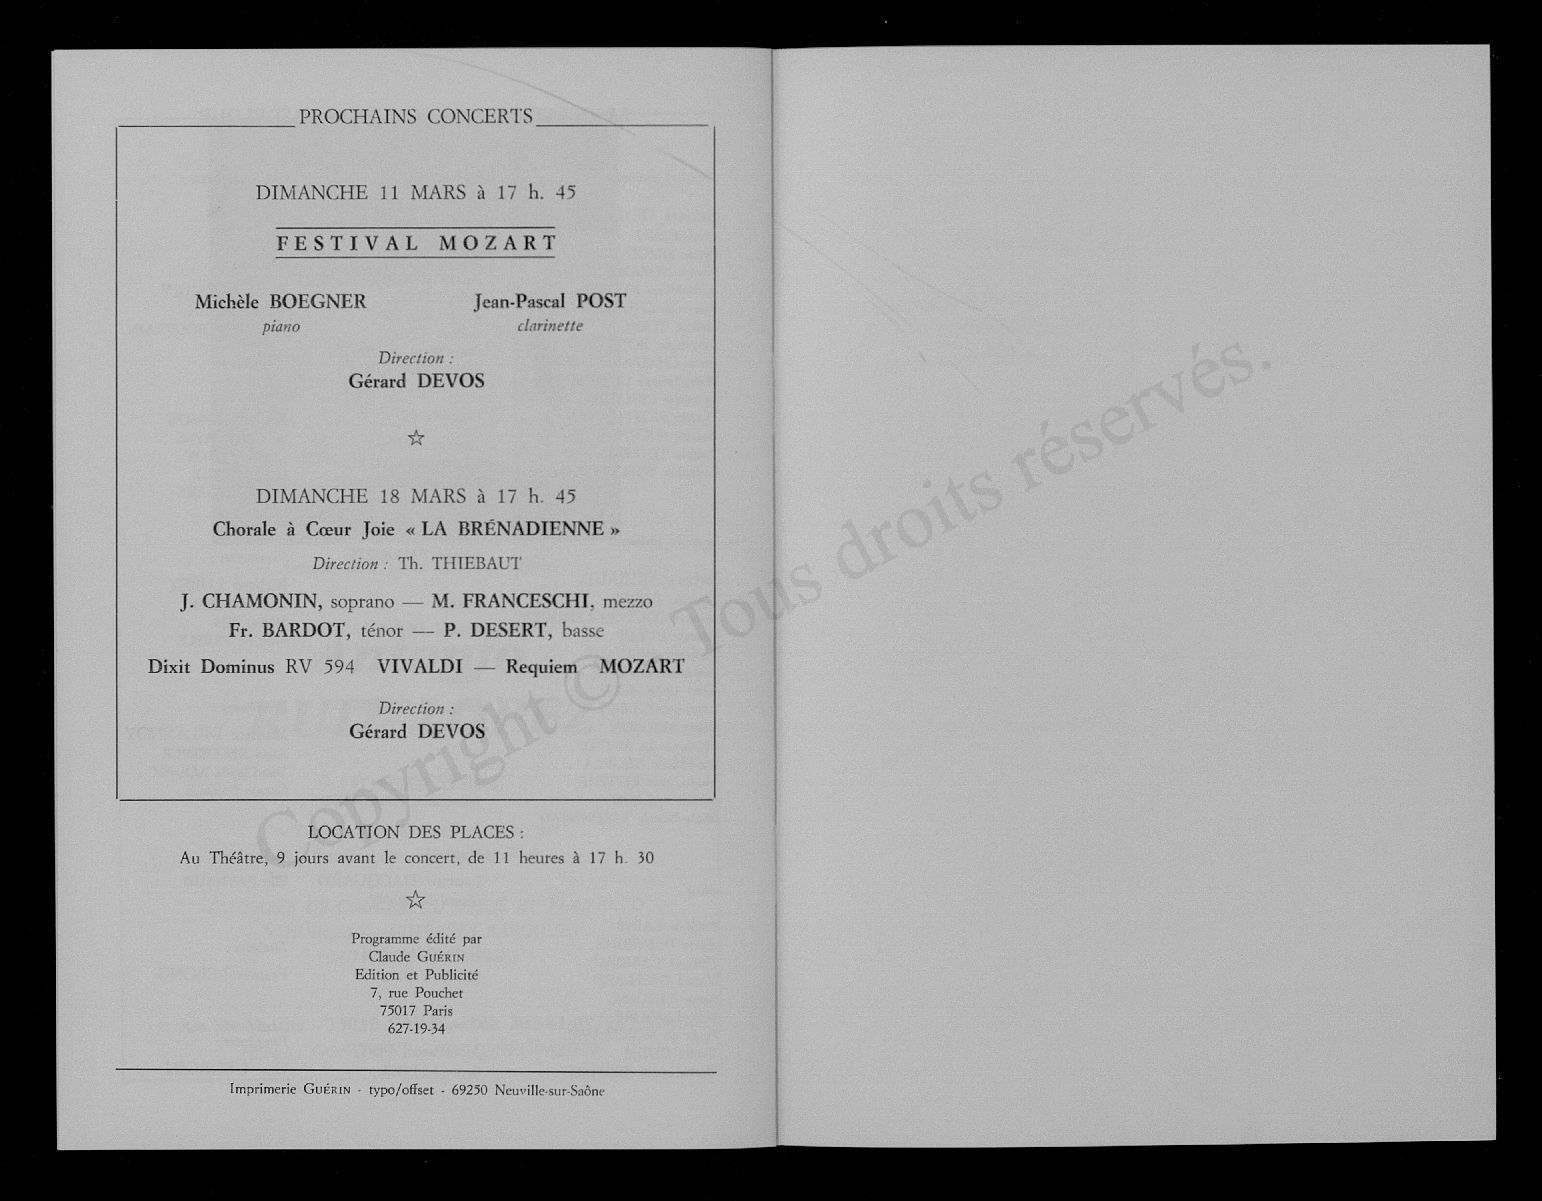 PROCHAINS CONCERTS
DIMANCHE 11 MARS à 17 h. 45
FESTIVAL MOZART
Michèle BOEGNER Jean-Pascal POST
piano clarinette
Direction :
Gérard DEVOS
☆
DIMANCHE 18 MARS à 17 h. 45
Chorale à Cœur Joie « LA BRÉNADIENNE »
Direction : Th. THIEBAUT
J. CHAMONIN, soprano — M. FRANCESCHI, mezzo
Fr. BARDOT, ténor — P. DESERT, basse
Dixit Dominus RV 594 VIVALDI — Requiem MOZART
Direction :
Gérard DEVOS
LOCATION DES PLACES :
Au Théâtre, 9 jours avant le concert, de 11 heures à 17 h. 30
☆
Programme édité par
Claude GUÉRIN
Edition et Publicité
7, rue Pouchet
75017 Paris
627-19-34
Imprimerie GUÉRIN - typo/offset - 69250 Neuville-sur-Saône
Copyright © - Tous droits réservés.